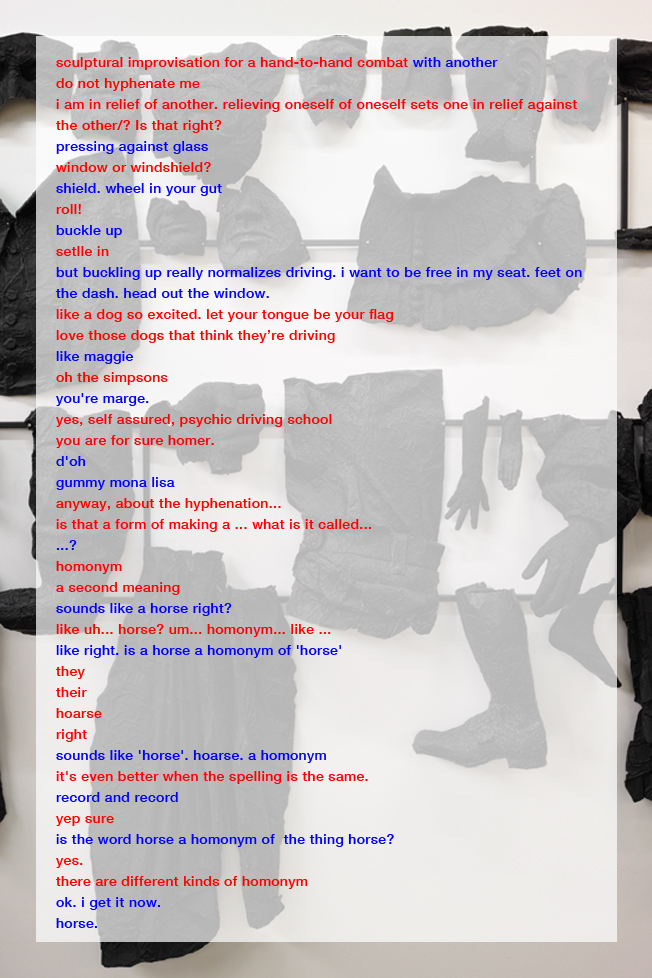 sculptural improvisation for a hand-to-hand combat with another
do not hyphenate me
i am in relief of another. relieving oneself of oneself sets one in relief against
the other/? Is that right?
pressing against glass
window or windshield?
shield. wheel in your gut
roll!
buckle up
setlle in
but buckling up really normalizes driving. i want to be free in my seat. feet on
the dash. head out the window.
like a dog so excited. let your tongue be your flag
love those dogs that think they’re driving
like maggie
oh the simpsons
you're marge.
yes, self assured, psychic driving school
you are for sure homer.
d'oh
gummy mona lisa
anyway, about the hyphenation...
is that a form of making a ... what is it called...
...?
homonym
a second meaning
sounds like a horse right?
like uh... horse? um... homonym... like ...
like right. is a horse a homonym of 'horse'
they
their
hoarse
right
sounds like 'horse'. hoarse. a homonym
it's even better when the spelling is the same.
record and record
yep sure
is the word horse a homonym of  the thing horse?
yes.
there are different kinds of homonym
ok. i get it now.
horse.